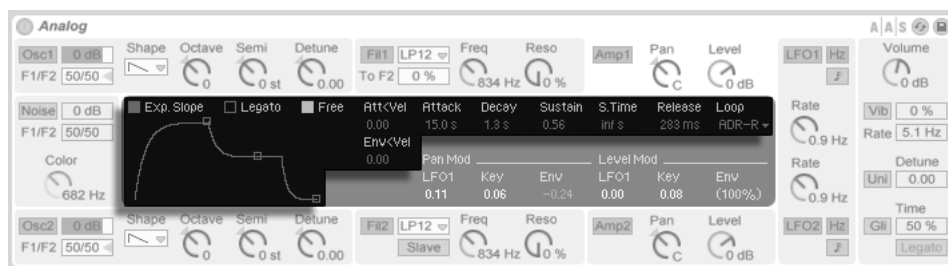 Analog A|A|S
Osc1 0 dB Shape Octave 0 Semi 0 st Detune 0.00 Fil1 LP12 Freq 834 Hz Reso 0 % Amp1 Pan C Level 0 dB LFO1 Hz Volume 0 dB
F1/F2 50/50 To F2 0 %
Noise 0 dB Exp. Slope Legato Free Att<Vel Attack Decay Sustain S.Time Release Loop Rate 0.9 Hz Vib 0 %
F1/F2 50/50 0.00 15.0 s 1.3 s 0.56 inf s 283 ms ADR-R Rate 5.1 Hz
Env<Vel
Color 682 Hz 0.00 Pan Mod Level Mod Rate 0.9 Hz Detune
LFO1 Key Env LFO1 Key Env Uni 0.00
0.11 0.06 -0.24 0.00 0.08 (100%)
Osc2 0 dB Shape Octave 0 Semi 0 st Detune 0.00 Fil2 LP12 Freq 834 Hz Reso 0 % Amp2 Pan C Level 0 dB LFO2 Hz Time
Gli 50 %
F1/F2 50/50 Slave Legato